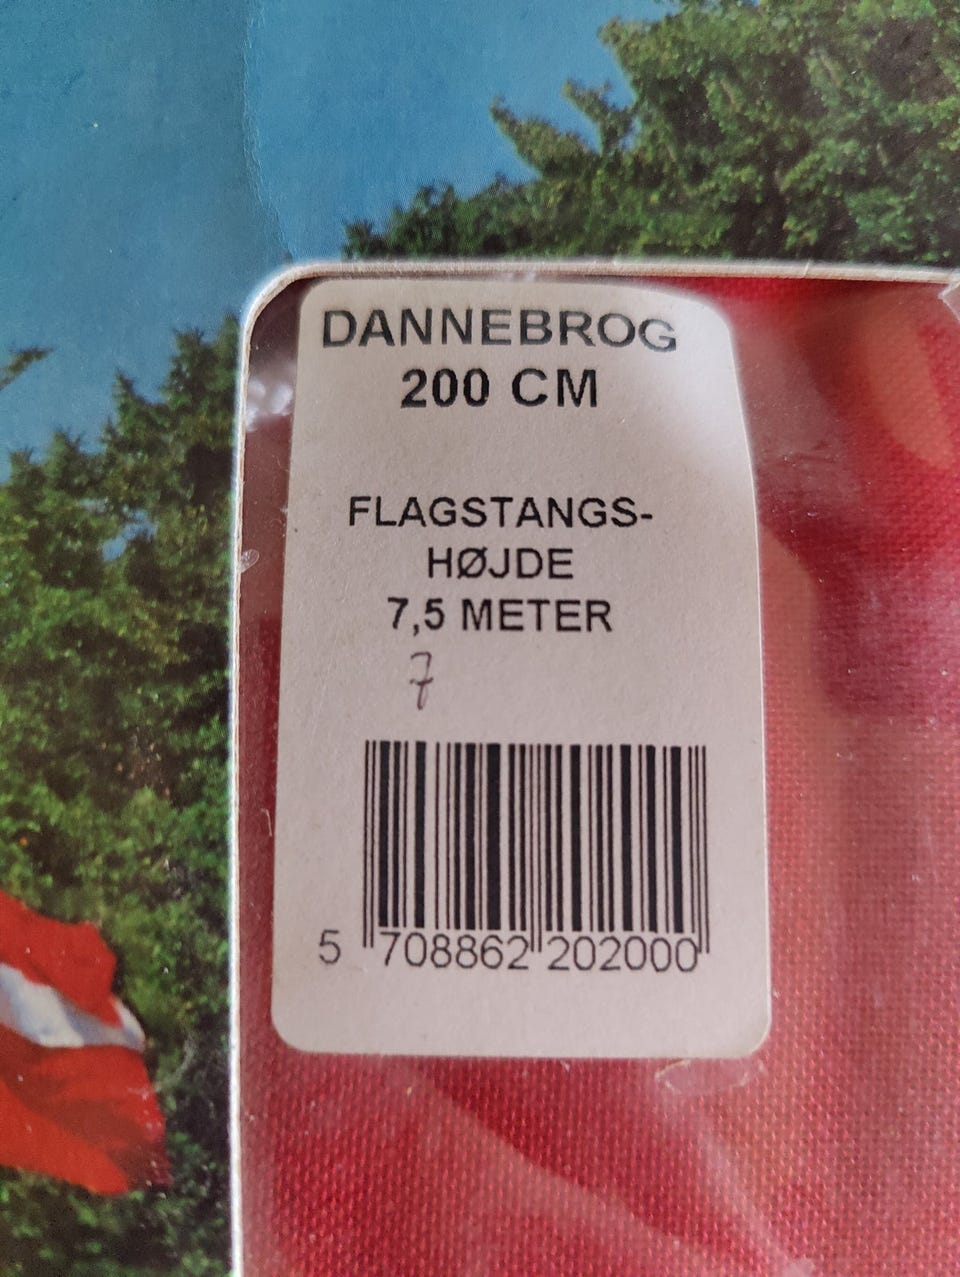 DANNEBROG
200 CM
FLAGSTANGS-
HØJDE
7,5 METER
7
5 708862 202000